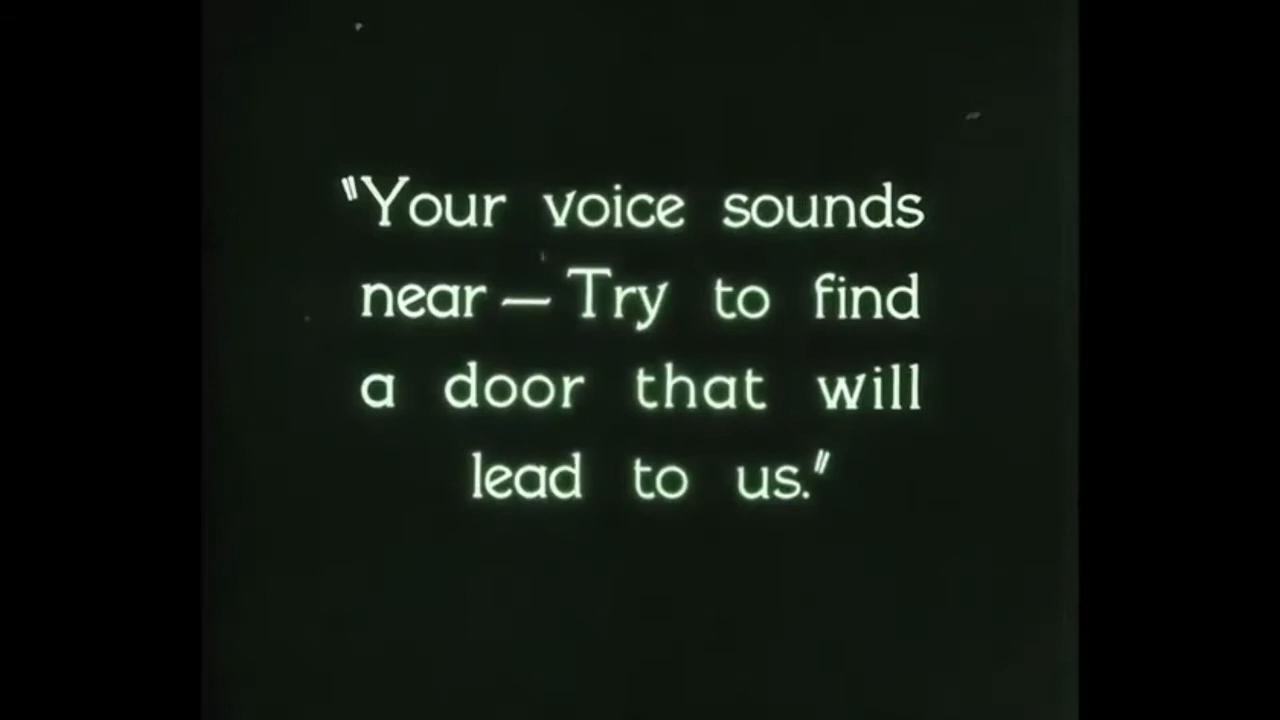 "Your voice sounds
near — Try to find
a door that will
lead to us."